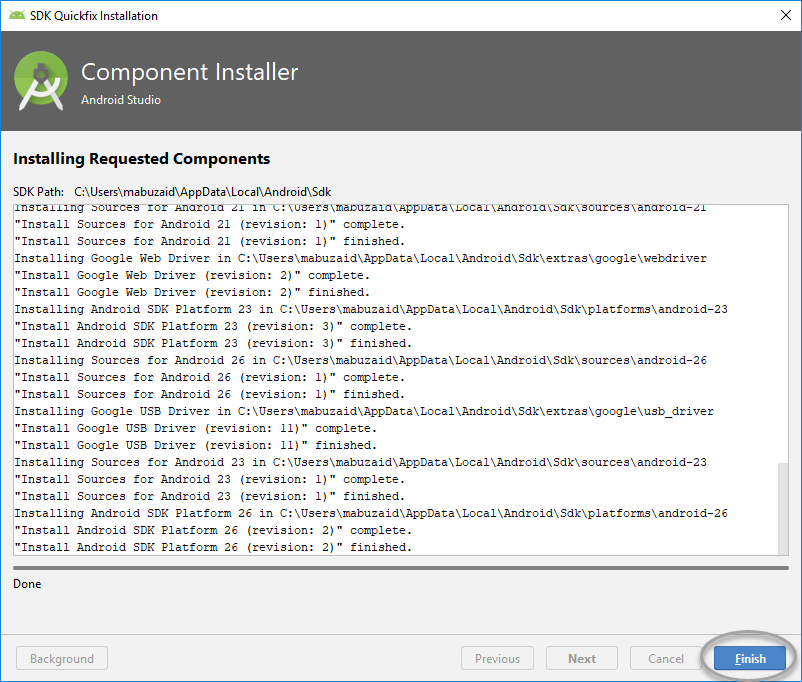 SDK Quickfix Installation
Component Installer
Android Studio
Installing Requested Components
SDK Path: C:\Users\mabuzaid\AppData\Local\Android\Sdk
Installing Sources for Android 21 in C:\Users\mabuzaid\AppData\Local\Android\Sdk\sources\android-21
"Install Sources for Android 21 (revision: 1)" complete.
"Install Sources for Android 21 (revision: 1)" finished.
Installing Google Web Driver in C:\Users\mabuzaid\AppData\Local\Android\Sdk\extras\google\webdriver
"Install Google Web Driver (revision: 2)" complete.
"Install Google Web Driver (revision: 2)" finished.
Installing Android SDK Platform 23 in C:\Users\mabuzaid\AppData\Local\Android\Sdk\platforms\android-23
"Install Android SDK Platform 23 (revision: 3)" complete.
"Install Android SDK Platform 23 (revision: 3)" finished.
Installing Sources for Android 26 in C:\Users\mabuzaid\AppData\Local\Android\Sdk\sources\android-26
"Install Sources for Android 26 (revision: 1)" complete.
"Install Sources for Android 26 (revision: 1)" finished.
Installing Google USB Driver in C:\Users\mabuzaid\AppData\Local\Android\Sdk\extras\google\usb_driver
"Install Google USB Driver (revision: 11)" complete.
"Install Google USB Driver (revision: 11)" finished.
Installing Sources for Android 23 in C:\Users\mabuzaid\AppData\Local\Android\Sdk\sources\android-23
"Install Sources for Android 23 (revision: 1)" complete.
"Install Sources for Android 23 (revision: 1)" finished.
Installing Android SDK Platform 26 in C:\Users\mabuzaid\AppData\Local\Android\Sdk\platforms\android-26
"Install Android SDK Platform 26 (revision: 2)" complete.
"Install Android SDK Platform 26 (revision: 2)" finished.
Done
Background Previous Next Cancel Finish